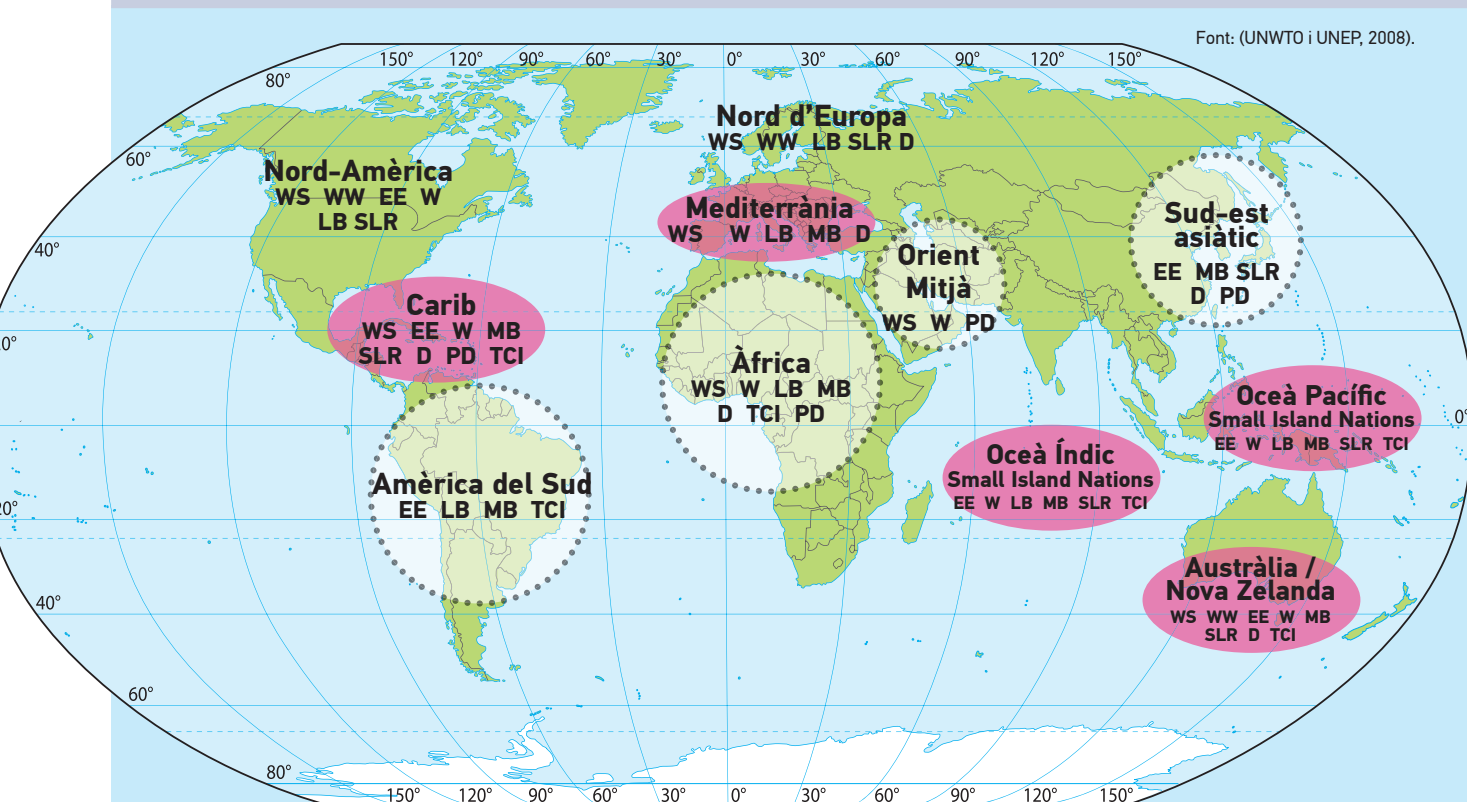 Font: (UNWTO i UNEP, 2008).
150° 120° 90° 60° 30° 0° 30° 60° 90° 120° 150°
80°
60°
40°
0°
20°
40°
60°
80°
Nord d'Europa
WS WW LB SLR D
Nord-Amèrica
WS WW EE W
LB SLR
Mediterrània
WS W LB MB D
Sud-est
asiàtic
EE MB SLR
D PD
Orient
Mitjà
WS W PD
Carib
WS EE W MB
SLR D PD TCI
Àfrica
WS W LB MB
D TCI PD
Oceà Pacífic
Small Island Nations
EE W LB MB SLR TCI
Oceà Índic
Small Island Nations
EE W LB MB SLR TCI
Amèrica del Sud
EE LB MB TCI
Austràlia /
Nova Zelanda
WS WW EE W MB
SLR D TCI
150° 120° 90° 60° 30° 0° 30° 60° 90° 120° 150°